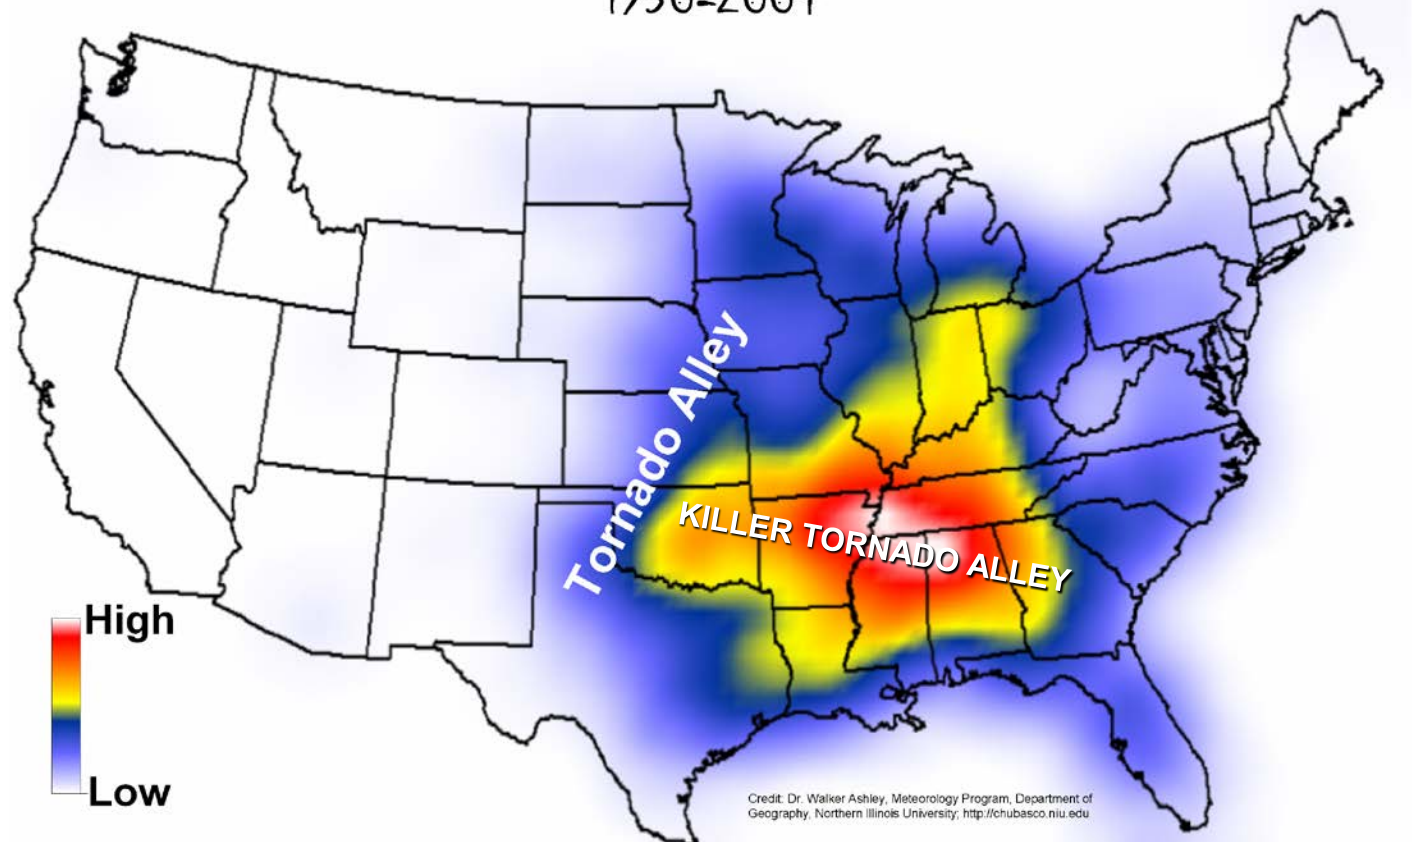 Tornado Alley
KILLER TORNADO ALLEY
High
Low
Credit: Dr. Walker Ashley, Meteorology Program, Department of
Geography, Northern Illinois University; http://chubasco.niu.edu